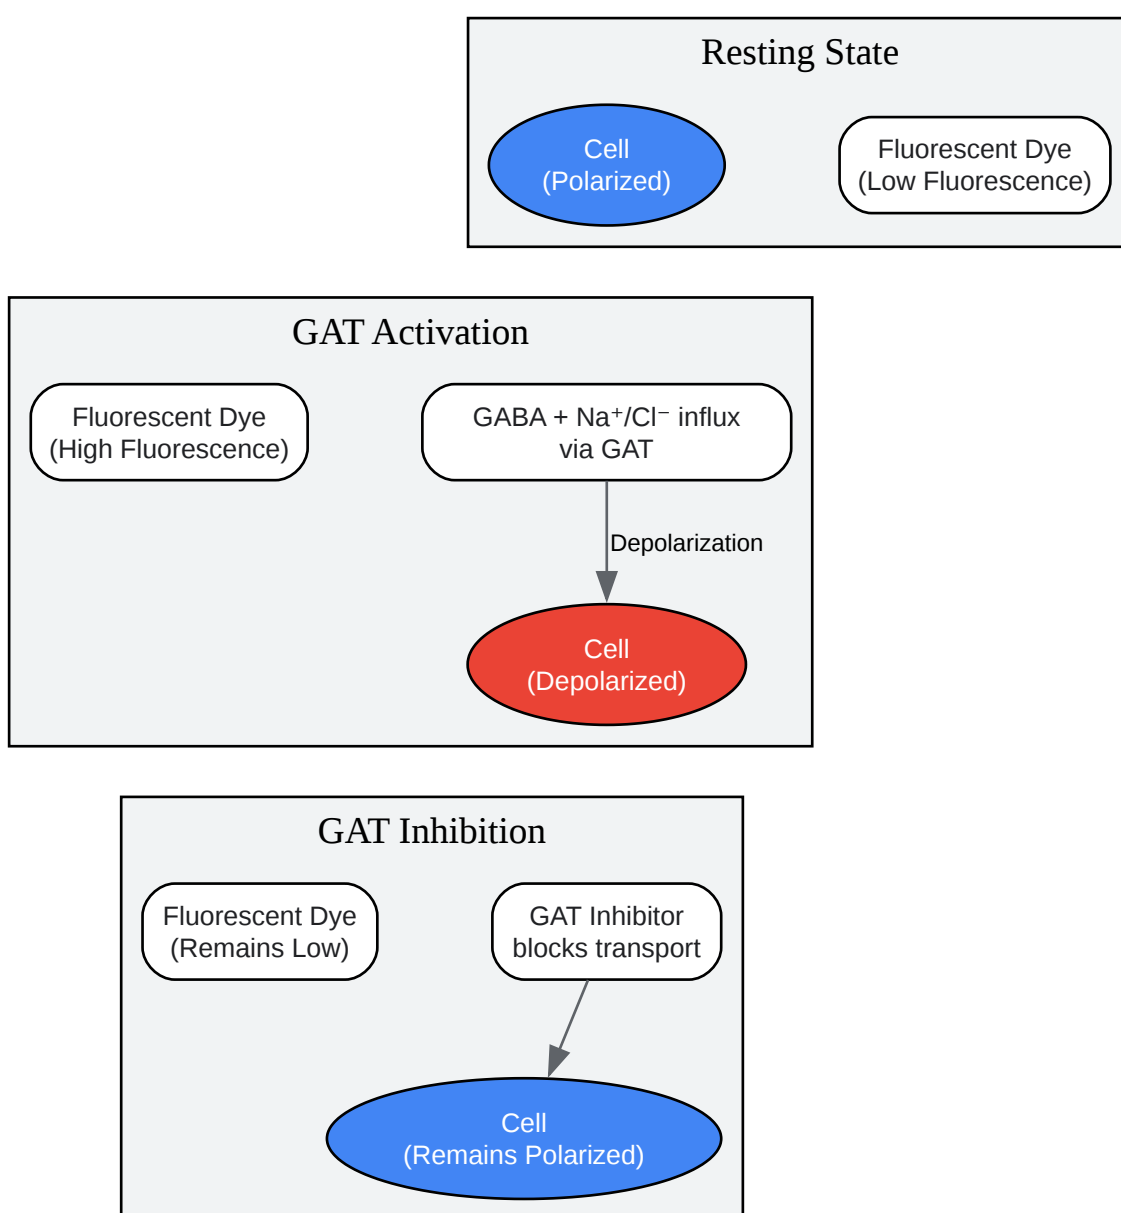 Resting State
Cell
(Polarized)
Fluorescent Dye
(Low Fluorescence)
GAT Activation
Fluorescent Dye
(High Fluorescence)
GABA + Na⁺/Cl⁻ influx
via GAT
Depolarization
Cell
(Depolarized)
GAT Inhibition
Fluorescent Dye
(Remains Low)
GAT Inhibitor
blocks transport
Cell
(Remains Polarized)